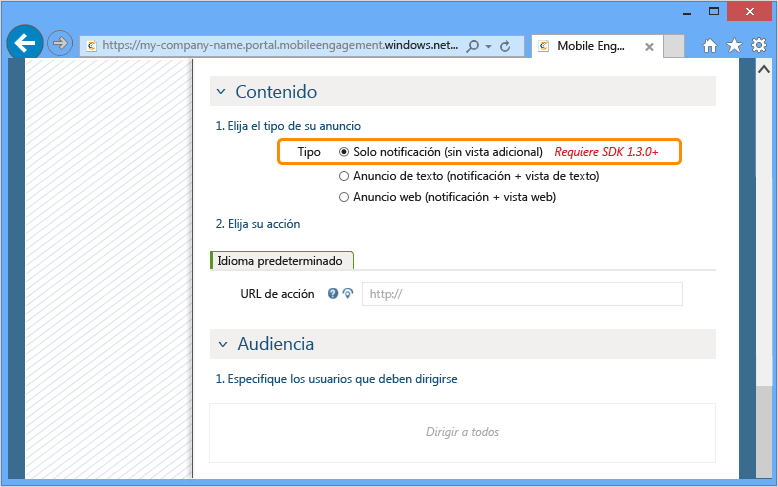 https://my-company-name.portal.mobileengagement.windows.net...
Mobile Eng...
Contenido
1. Elija el tipo de su anuncio
Tipo Solo notificación (sin vista adicional) Requiere SDK 1.3.0+
Anuncio de texto (notificación + vista de texto)
Anuncio web (notificación + vista web)
2. Elija su acción
Idioma predeterminado
URL de acción ? http://
Audiencia
1. Especifique los usuarios que deben dirigirse
Dirigir a todos